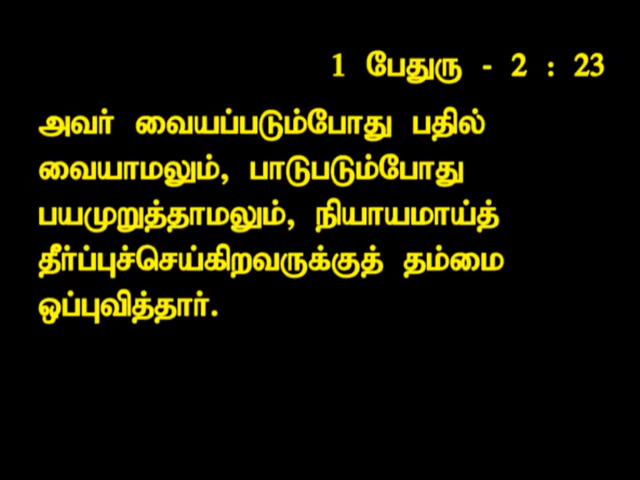 1 பேதுரு - 2 : 23
அவர் வையப்படும்போது பதில்
வையாமலும், பாடுபடும்போது
பயமுறுத்தாமலும், நியாயமாய்த்
தீர்ப்புச்செய்கிறவருக்குத் தம்மை
ஒப்புவித்தார்.